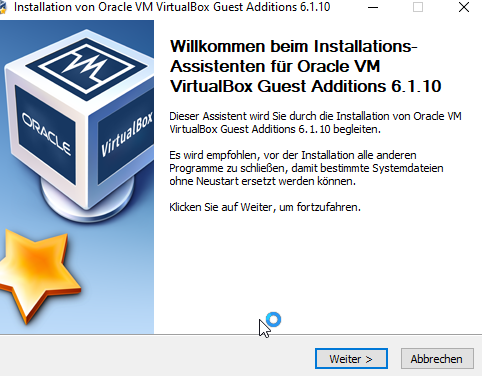 Installation von Oracle VM VirtualBox Guest Additions 6.1.10
Willkommen beim Installations-
Assistenten für Oracle VM
VirtualBox Guest Additions 6.1.10
Dieser Assistent wird Sie durch die Installation von Oracle VM
VirtualBox Guest Additions 6.1.10 begleiten.
Es wird empfohlen, vor der Installation alle anderen
Programme zu schließen, damit bestimmte Systemdateien
ohne Neustart ersetzt werden können.
Klicken Sie auf Weiter, um fortzufahren.
ORACLE
VirtualBox
Weiter >
Abbrechen